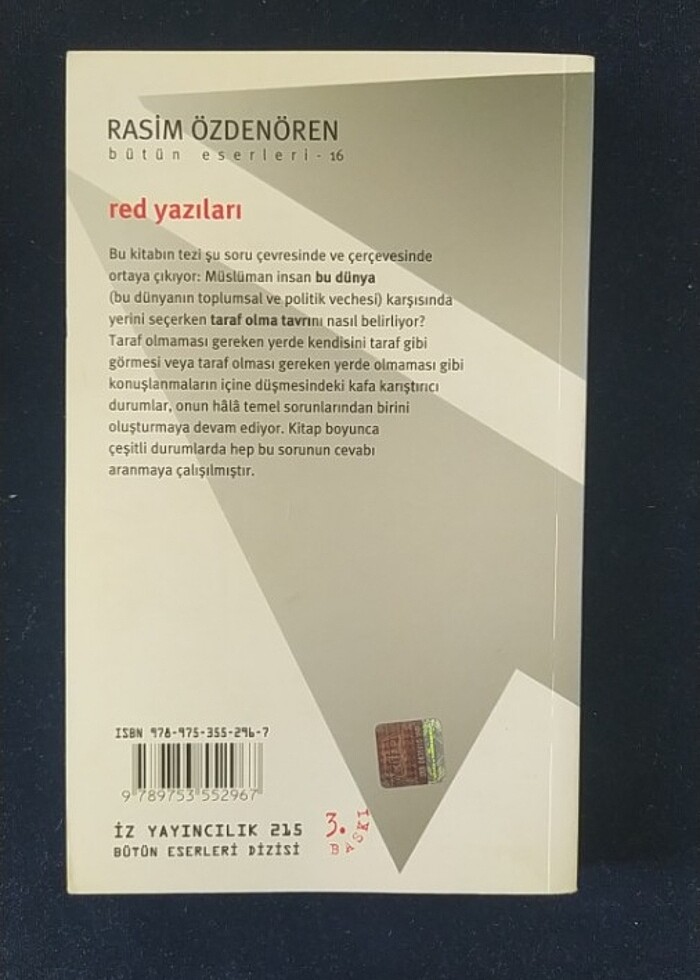 RASİM ÖZDENÖREN
bütün eserleri - 16
red yazıları
Bu kitabın tezi şu soru çevresinde ve çerçevesinde
ortaya çıkıyor: Müslüman insan bu dünya
(bu dünyanın toplumsal ve politik vechesi) karşısında
yerini seçerken taraf olma tavrını nasıl belirliyor?
Taraf olmaması gereken yerde kendisini taraf gibi
görmesi veya taraf olması gereken yerde olmaması gibi
konuşlanmaların içine düşmesindeki kafa karıştırıcı
durumlar, onun hâlâ temel sorunlarından birini
oluşturmaya devam ediyor. Kitap boyunca
çeşitli durumlarda hep bu sorunun cevabı
aranmaya çalışılmıştır.
ISBN 978-975-355-296-7
9 789753 552967
İZ YAYINCILIK 215
BÜTÜN ESERLERİ DİZİSİ
3. BASKI